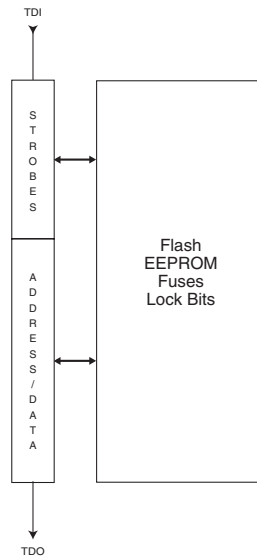 TDI
STROBES
ADDRESS/DATA
Flash
EEPROM
Fuses
Lock Bits
TDO